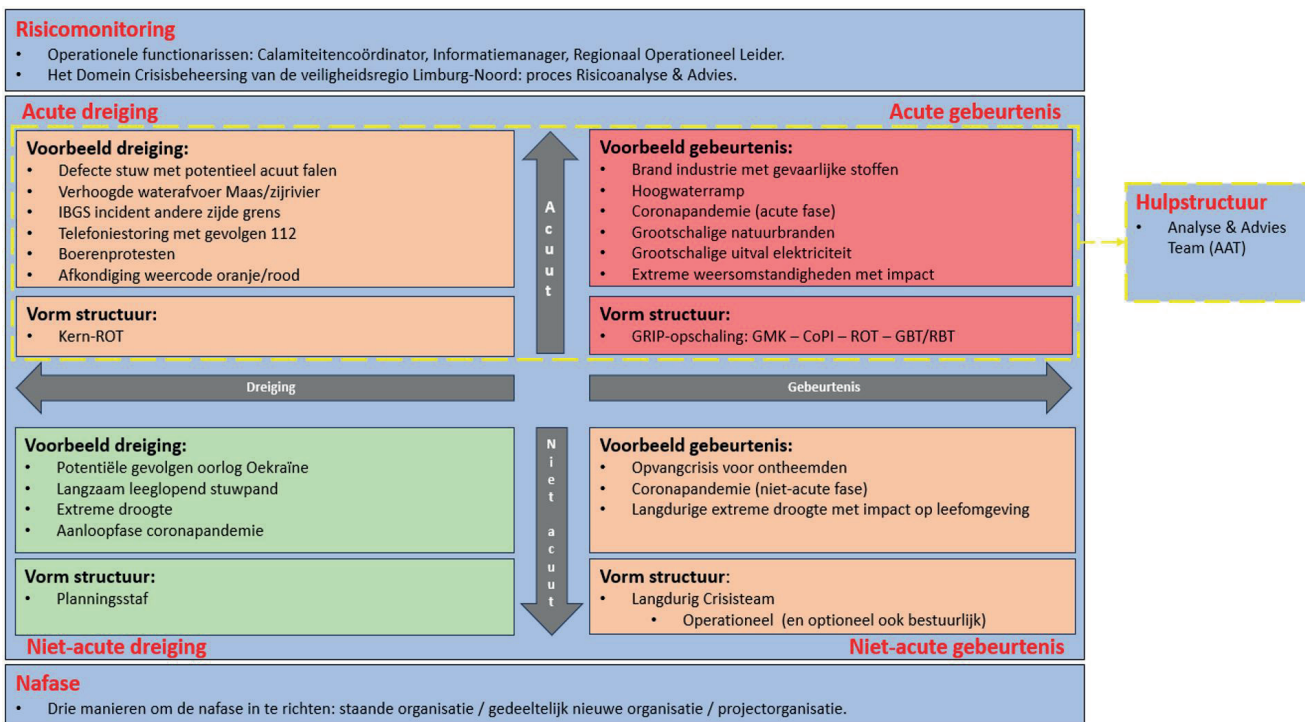 Risicomonitoring
• Operationele functionarissen: Calamiteitencoördinator, Informatiemanager, Regionaal Operationeel Leider.
• Het Domein Crisisbeheersing van de veiligheidsregio Limburg-Noord: proces Risicoanalyse & Advies.
Acute dreiging
Acute gebeurtenis
Voorbeeld dreiging:
• Defecte stuw met potentieel acuut falen
• Verhoogde waterafvoer Maas/zijrivier
• IBGS incident andere zijde grens
• Telefoniestoring met gevolgen 112
• Boerenprotesten
• Afkondiging weercode oranje/rood
Vorm structuur:
• Kern-ROT
Acuut
Voorbeeld gebeurtenis:
• Brand industrie met gevaarlijke stoffen
• Hoogwaterramp
• Coronapandemie (acute fase)
• Grootschalige natuurbranden
• Grootschalige uitval elektriciteit
• Extreme weersomstandigheden met impact
Vorm structuur:
• GRIP-opschaling: GMK – CoPI – ROT – GBT/RBT
Hulpstructuur
• Analyse & Advies
Team (AAT)
Dreiging
Gebeurtenis
Voorbeeld dreiging:
• Potentiële gevolgen oorlog Oekraïne
• Langzaam leeglopend stuwpand
• Extreme droogte
• Aanloopfase coronapandemie
Vorm structuur:
• Planningsstaf
Niet acuut
Voorbeeld gebeurtenis:
• Opvangcrisis voor ontheemden
• Coronapandemie (niet-acute fase)
• Langdurige extreme droogte met impact op leefomgeving
Vorm structuur:
• Langdurig Crisisteam
• Operationeel (en optioneel ook bestuurlijk)
Niet-acute dreiging
Niet-acute gebeurtenis
Nafase
• Drie manieren om de nafase in te richten: staande organisatie / gedeeltelijk nieuwe organisatie / projectorganisatie.